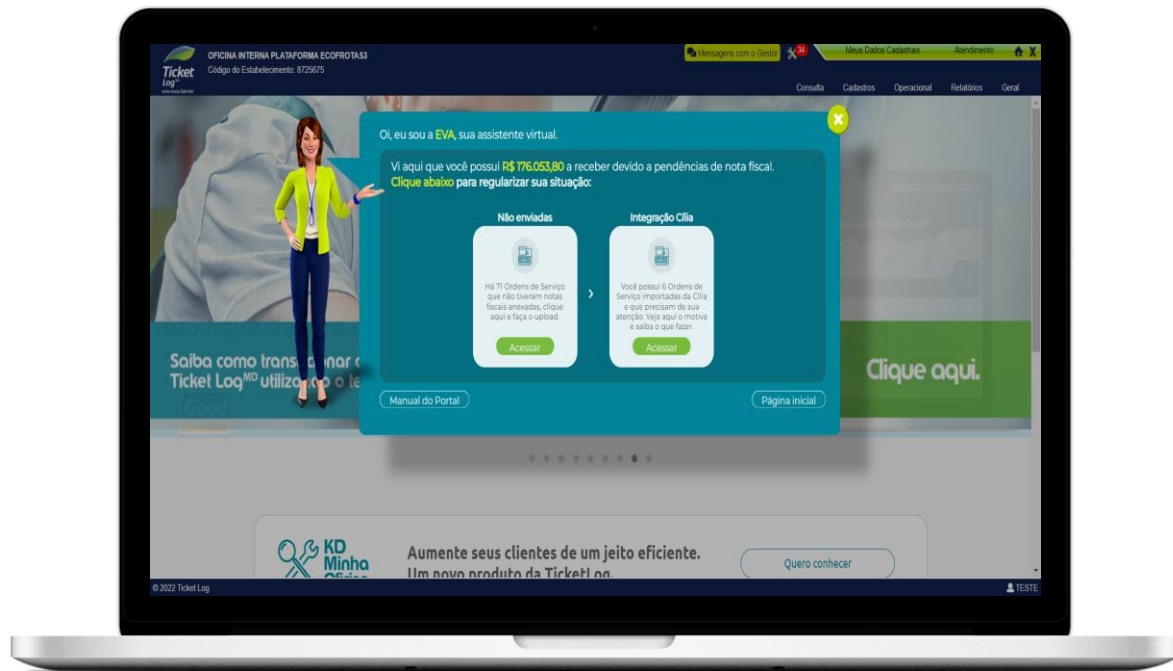 Ticket
Log
OFICINA INTERNA PLATAFORMA ECOFROTAS3
Código do Estabelecimento: 8725675
Mensagens com o Gestor
34
Meus Dados Cadastrais
Atendimento
X
Consulta
Cadastros
Operacional
Relatórios
Geral
Oi, eu sou a EVA, sua assistente virtual.
Vi aqui que você possui R$ 176.053,80 a receber devido a pendências de nota fiscal.
Clique abaixo para regularizar sua situação:
Não enviadas
Há 71 Ordens de Serviço
que não tiveram notas
fiscais anexadas, clique
aqui e faça o upload.
Acessar
Integração Cília
Você possui 6 Ordens de
Serviço importadas da Cília
e que precisam de sua
atenção. Veja aqui o motivo
e saiba o que fazer.
Acessar
Manual do Portal
Página inicial
Saiba como
Ticket Log MD
Good
Clique aqui.
KD
Minha
Aumente seus clientes de um jeito eficiente.
Um novo produto da TicketLog.
Quero conhecer
© 2022 Ticket Log
TESTE